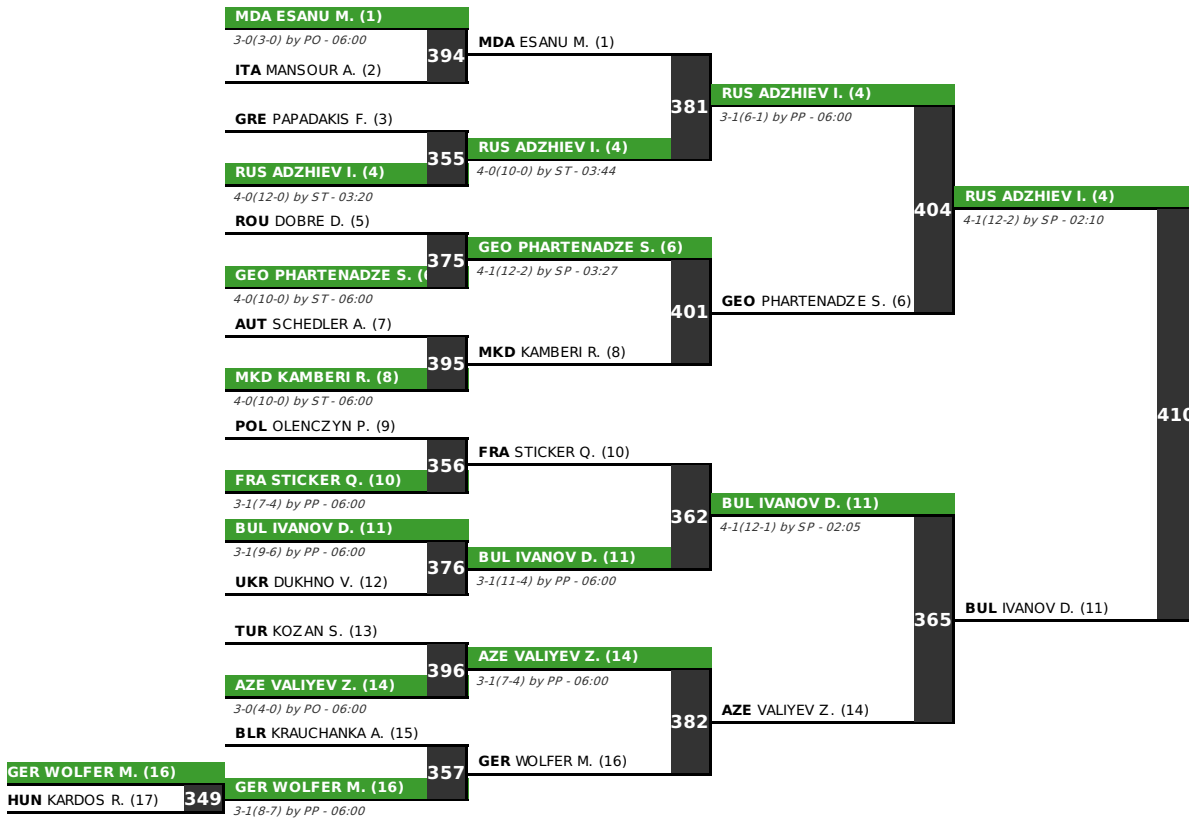 MDA ESANU M. (1)
3-0(3-0) by PO - 06:00
394
ITA MANSOUR A. (2)
MDA ESANU M. (1)
381
GRE PAPADAKIS F. (3)
355
RUS ADZHIEV I. (4)
4-0(12-0) by ST - 03:20
RUS ADZHIEV I. (4)
4-0(10-0) by ST - 03:44
RUS ADZHIEV I. (4)
3-1(6-1) by PP - 06:00
404
ROU DOBRE D. (5)
375
GEO PHARTENADZE S. (
4-0(10-0) by ST - 06:00
GEO PHARTENADZE S. (6)
4-1(12-2) by SP - 03:27
401
AUT SCHEDLER A. (7)
395
MKD KAMBERI R. (8)
4-0(10-0) by ST - 06:00
MKD KAMBERI R. (8)
GEO PHARTENADZE S. (6)
RUS ADZHIEV I. (4)
4-1(12-2) by SP - 02:10
410
POL OLENCZYN P. (9)
356
FRA STICKER Q. (10)
3-1(7-4) by PP - 06:00
FRA STICKER Q. (10)
362
BUL IVANOV D. (11)
3-1(9-6) by PP - 06:00
376
UKR DUKHNO V. (12)
BUL IVANOV D. (11)
3-1(11-4) by PP - 06:00
BUL IVANOV D. (11)
4-1(12-1) by SP - 02:05
365
BUL IVANOV D. (11)
TUR KOZAN S. (13)
396
AZE VALIYEV Z. (14)
3-0(4-0) by PO - 06:00
AZE VALIYEV Z. (14)
3-1(7-4) by PP - 06:00
382
AZE VALIYEV Z. (14)
BLR KRAUCHANKA A. (15)
357
GER WOLFER M. (16)
3-1(8-7) by PP - 06:00
GER WOLFER M. (16)
GER WOLFER M. (16)
349
HUN KARDOS R. (17)